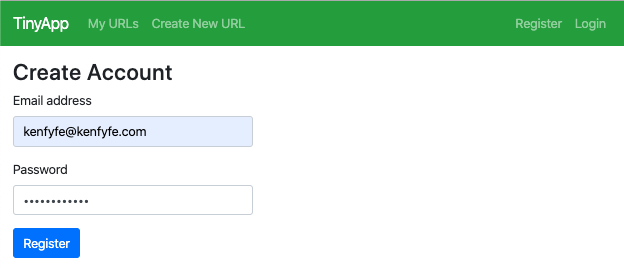 TinyApp My URLs Create New URL Register Login
Create Account
Email address
kenfyfe@kenfyfe.com
Password
••••••••••••
Register